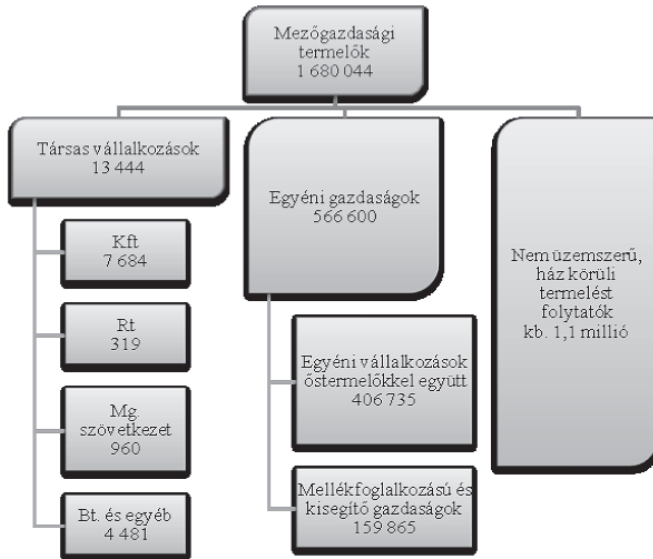 Mezőgazdasági
termelők
1 680 044
Társas vállalkozások
13 444
Kft
7 684
Rt
319
Mg.
szövetkezet
960
Bt. és egyéb
4 481
Egyéni gazdaságok
566 600
Egyéni vállalkozások
őstermelőkkel együtt
406 735
Mellékfoglalkozású és
kisegítő gazdaságok
159 865
Nem üzemszerű,
ház körüli
termelést
folytatók
kb. 1,1 millió